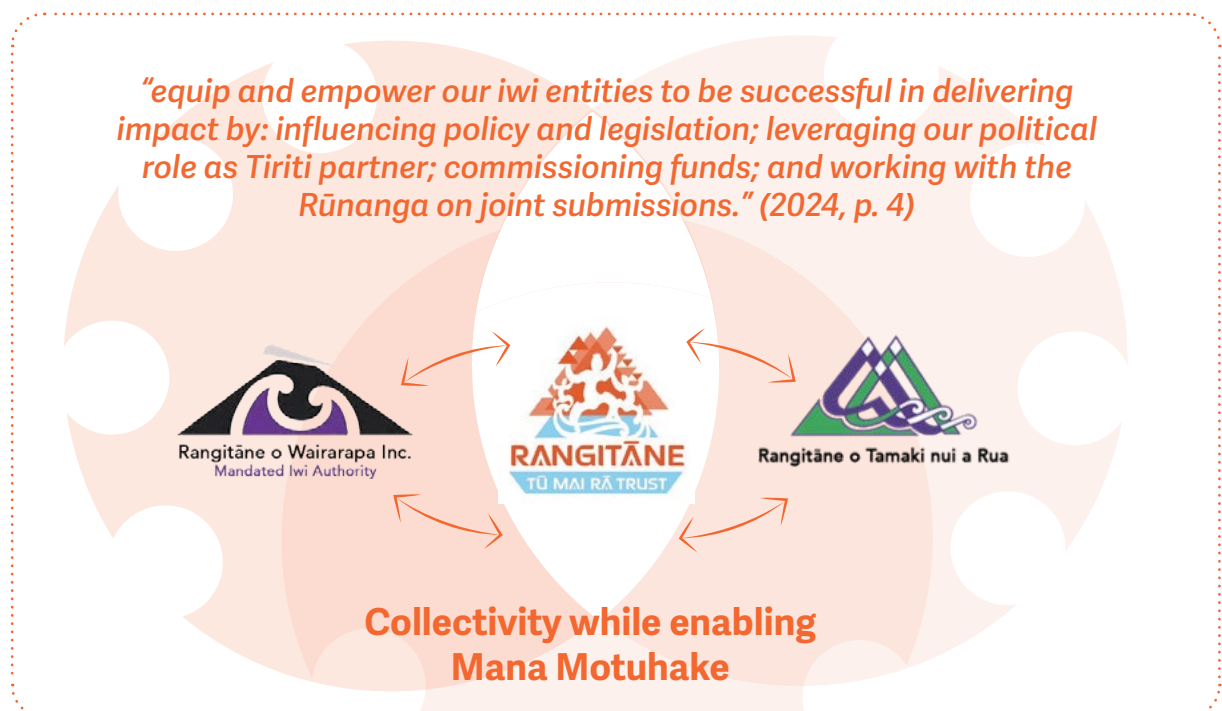 “equip and empower our iwi entities to be successful in delivering
impact by: influencing policy and legislation; leveraging our political
role as Tiriti partner; commissioning funds; and working with the
Rūnanga on joint submissions.” (2024, p. 4)
Rangitāne o Wairarapa Inc.
Mandated Iwi Authority
RANGITĀNE
TŪ MAI RĀ TRUST
Rangitāne o Tamaki nui a Rua
Collectivity while enabling
Mana Motuhake